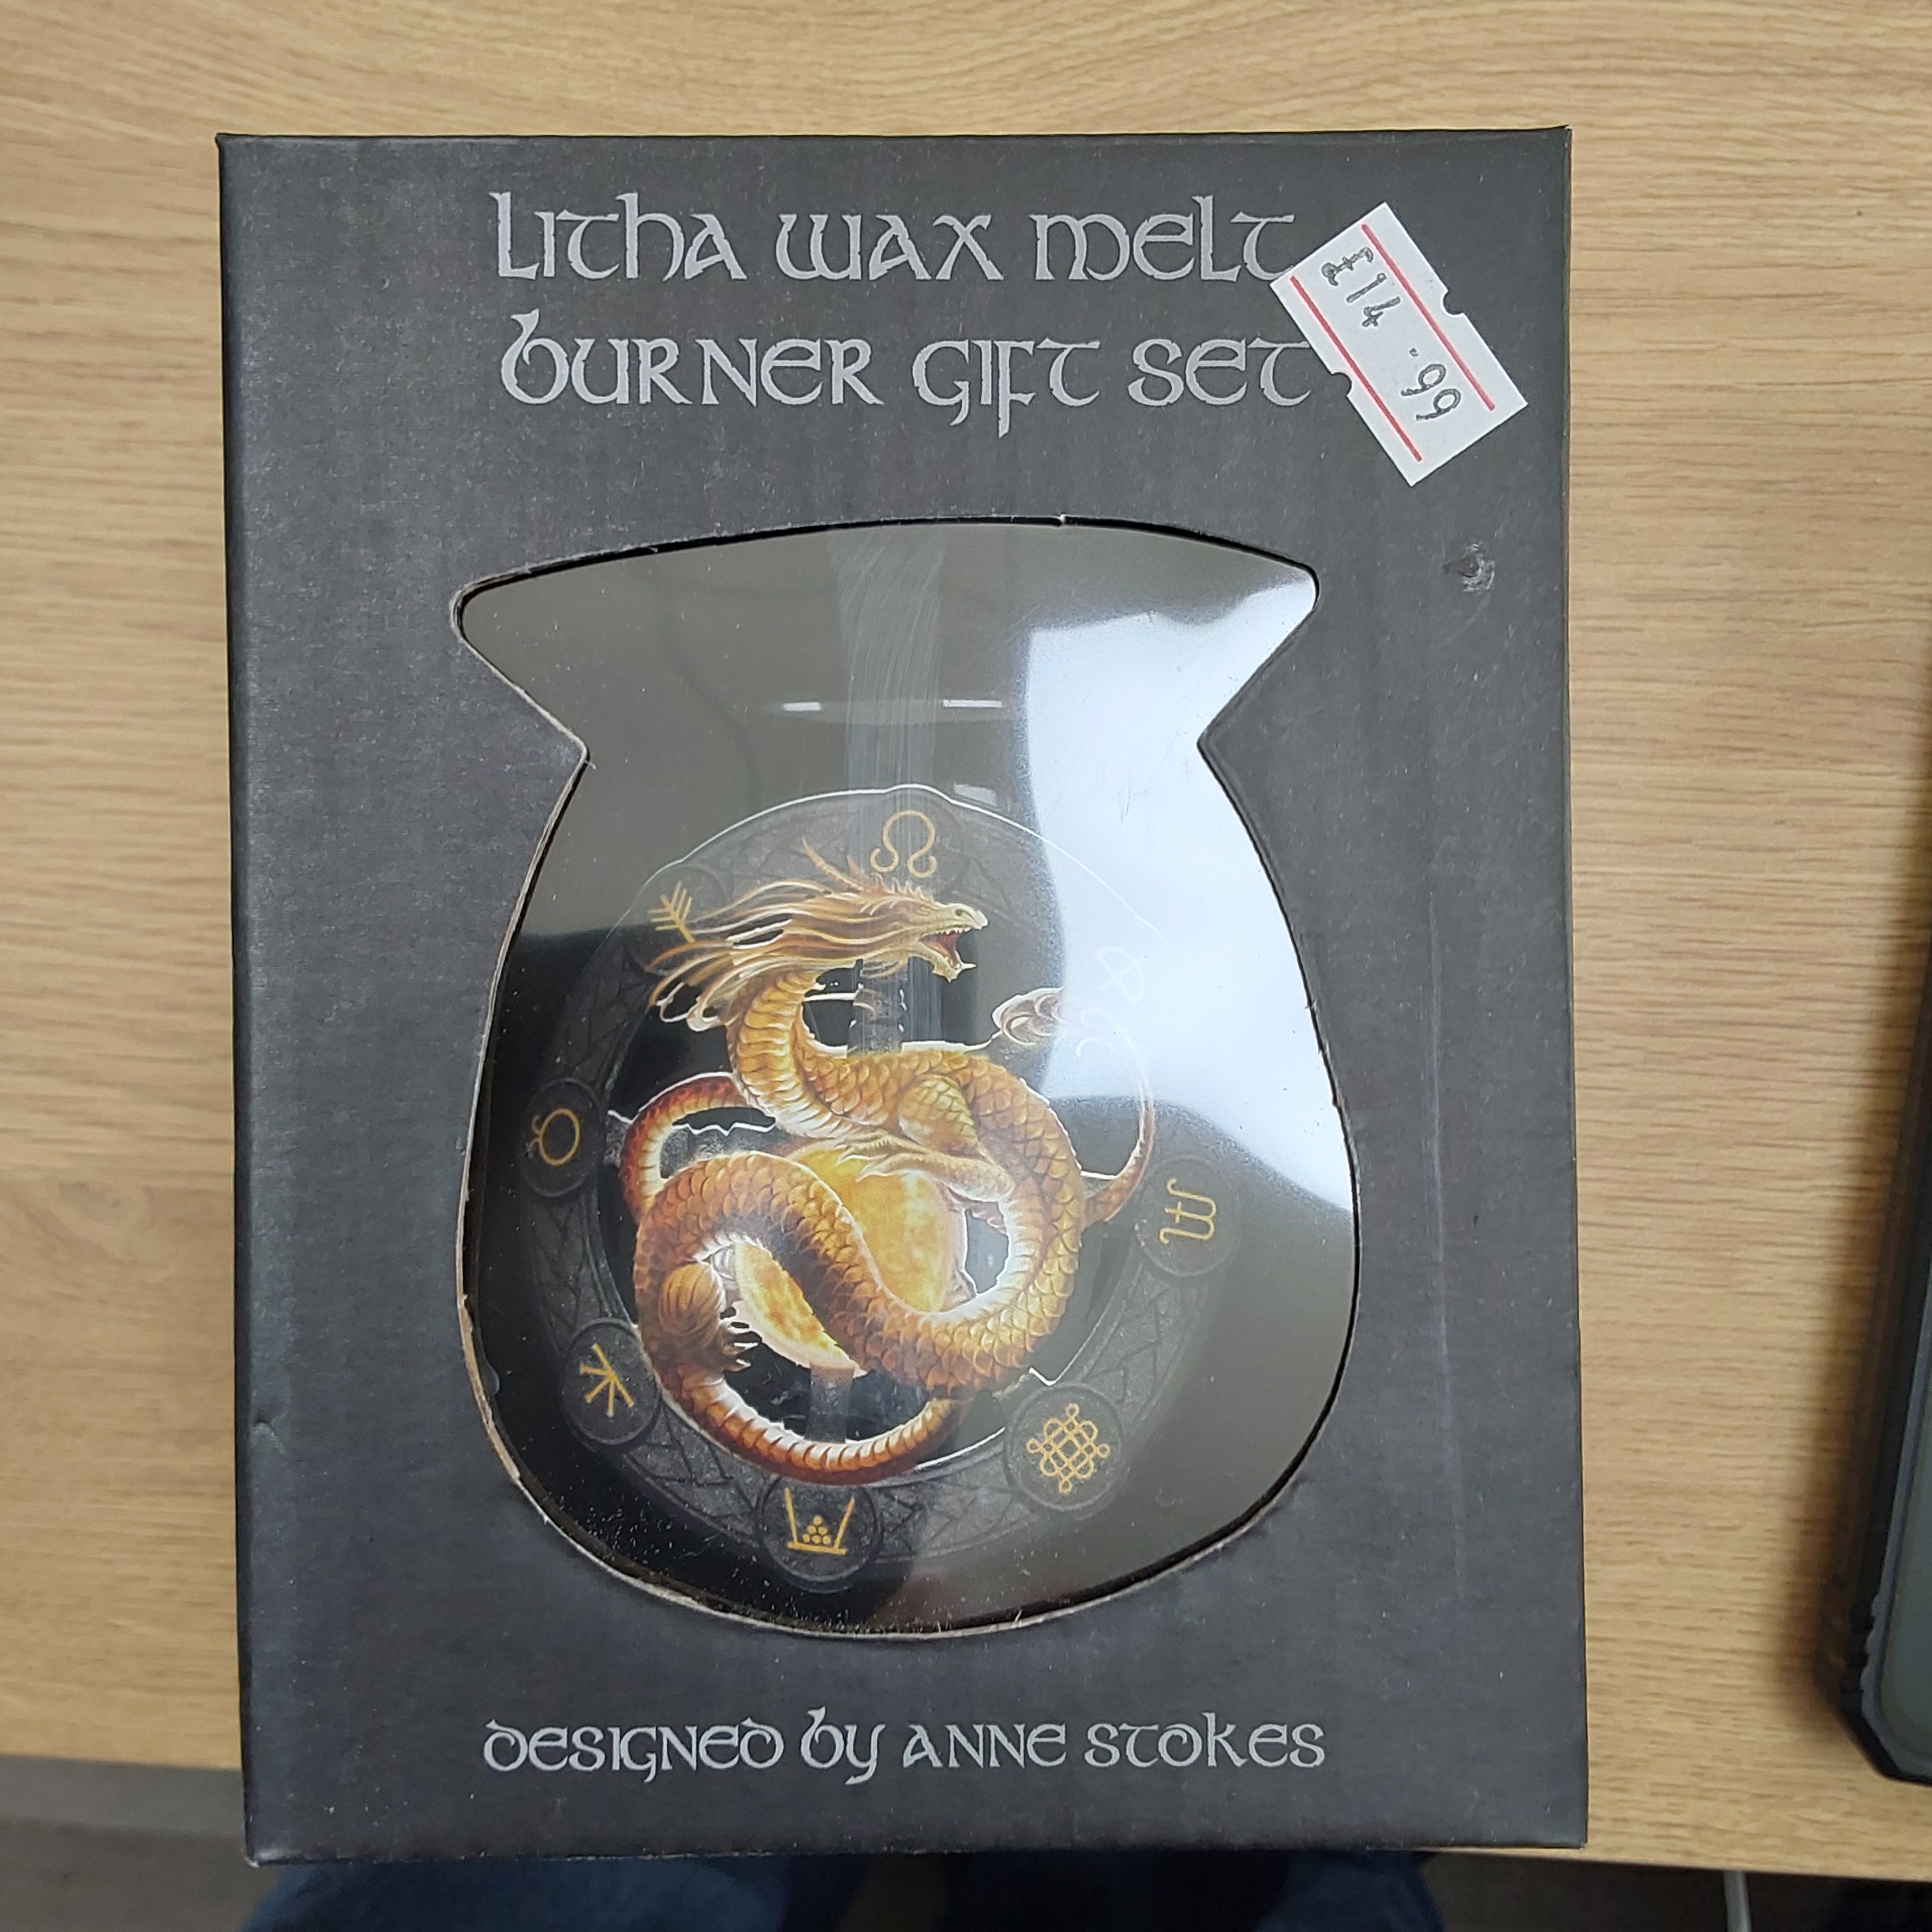 Litha wax melt
burner gift set
£14.99
designed by Anne Stokes